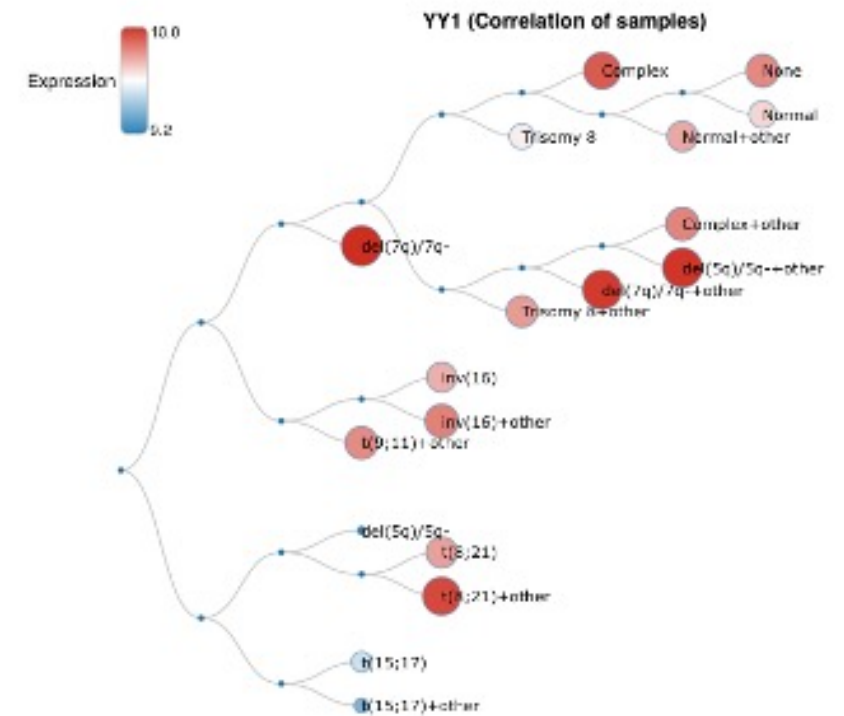 YY1 (Correlation of samples)
10.0
Expression
9.2
Complex
None
Normal
Trisomy 8
Normal+other
Complex+other
del(7q)/7q-
del(5q)/5q-+other
del(7q)/7q-+other
Trisomy 8+other
inv(16)
inv(16)+other
t(9;11)+other
del(5q)/5q-
t(8;21)
t(8;21)+other
t(15;17)
t(15;17)+other